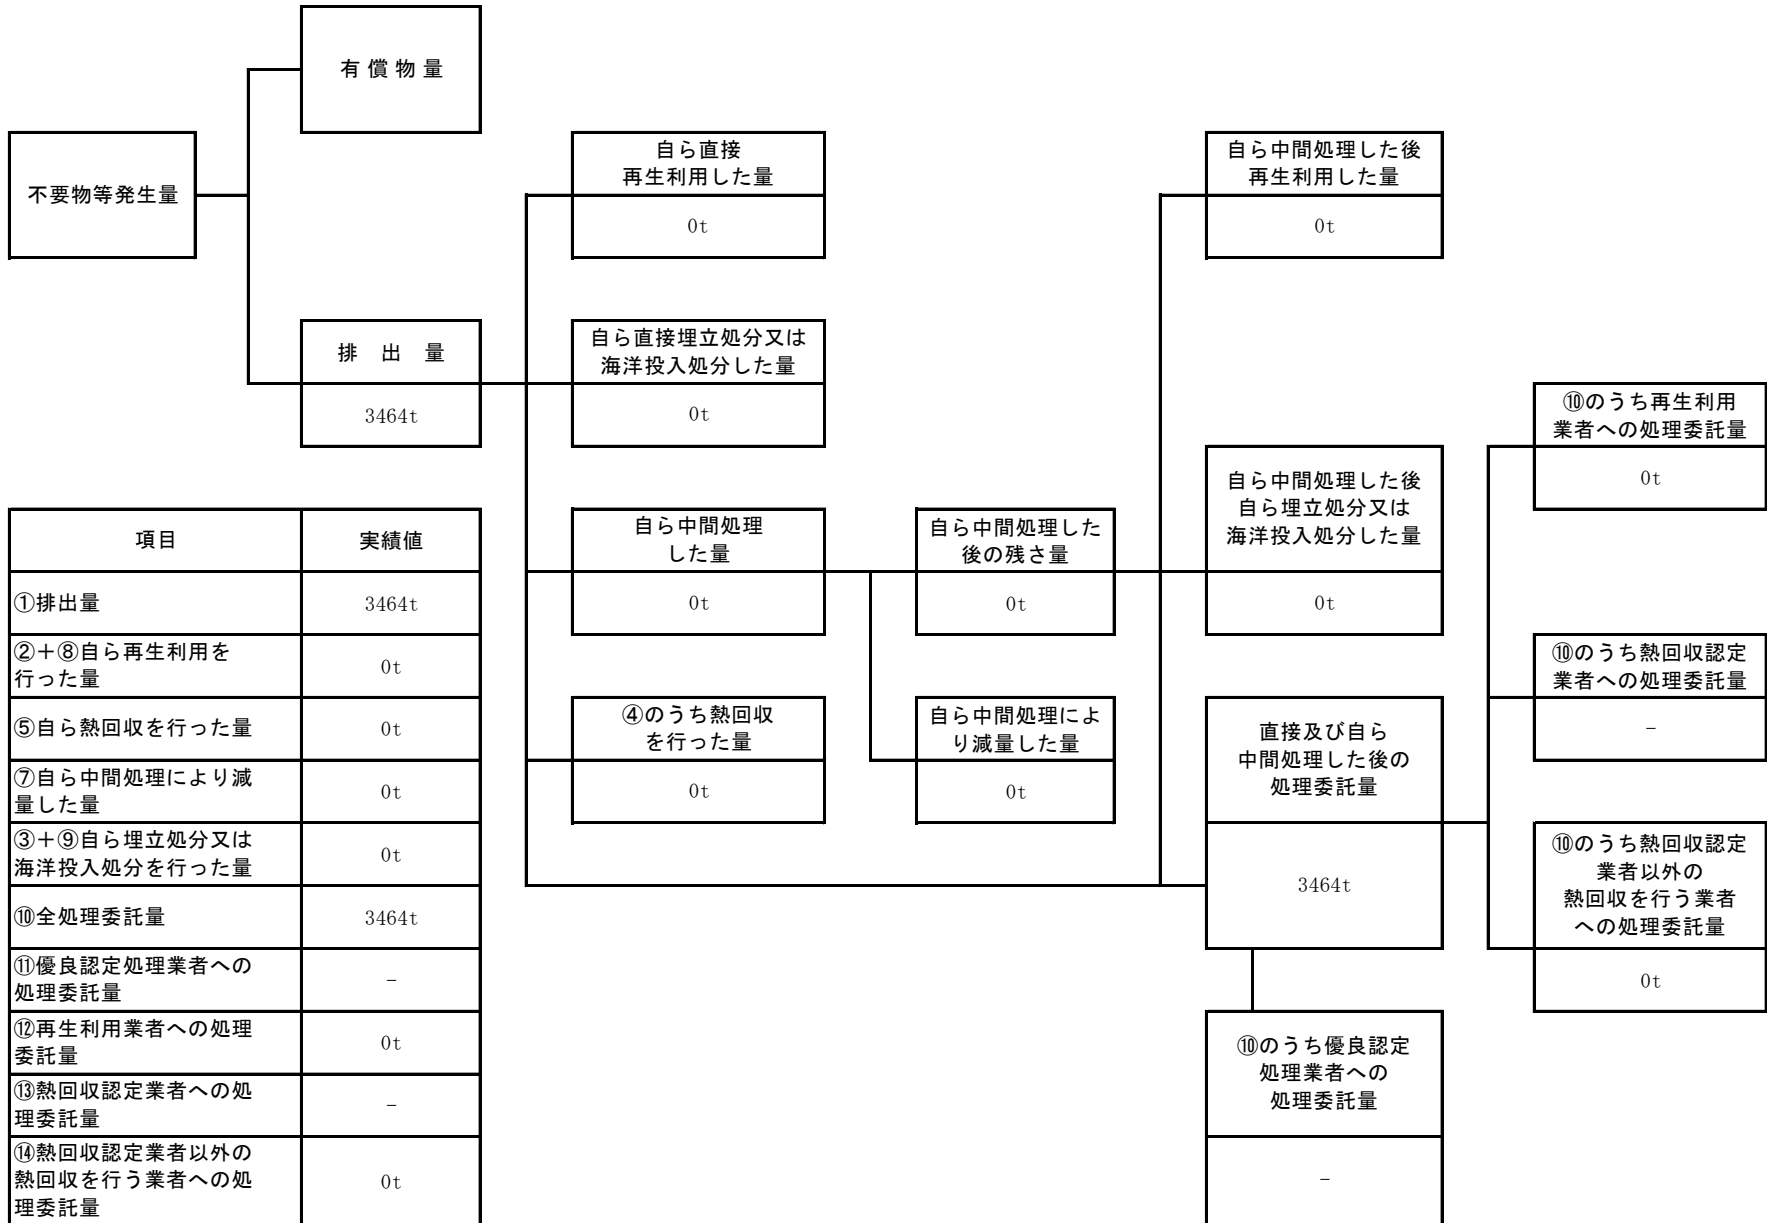 有 償 物 量
不要物等発生量
自ら直接
再生利用した量
0t
自ら中間処理した後
再生利用した量
0t
排 出 量
3464t
自ら直接埋立処分又は
海洋投入処分した量
0t
⑩のうち再生利用
業者への処理委託量
0t
自ら中間処理した後
自ら埋立処分又は
海洋投入処分した量
0t
自ら中間処理
した量
0t
自ら中間処理した
後の残さ量
0t
⑩のうち熱回収認定
業者への処理委託量
－
④のうち熱回収
を行った量
0t
自ら中間処理によ
り減量した量
0t
直接及び自ら
中間処理した後の
処理委託量
3464t
⑩のうち熱回収認定
業者以外の
熱回収を行う業者
への処理委託量
0t
⑩のうち優良認定
処理業者への
処理委託量
－
項目 実績値
①排出量 3464t
②＋⑧自ら再生利用を
行った量 0t
⑤自ら熱回収を行った量 0t
⑦自ら中間処理により減
量した量 0t
③＋⑨自ら埋立処分又は
海洋投入処分を行った量 0t
⑩全処理委託量 3464t
⑪優良認定処理業者への
処理委託量 －
⑫再生利用業者への処理
委託量 0t
⑬熱回収認定業者への処
理委託量 －
⑭熱回収認定業者以外の
熱回収を行う業者への処
理委託量 0t